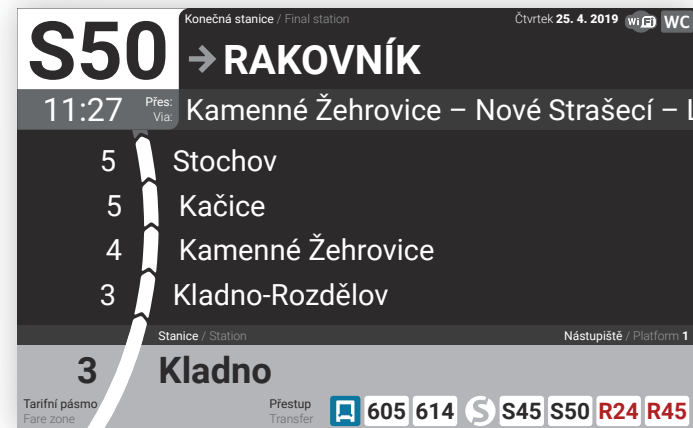 S50
Konečná stanice / Final station
Čtvrtek 25. 4. 2019 WiFi WC
→ RAKOVNÍK
11:27
Přes:
Via:
Kamenné Žehrovice – Nové Strašecí – L
5 Stochov
5 Kačice
4 Kamenné Žehrovice
3 Kladno-Rozdělov
Stanice / Station
Nástupiště / Platform 1
3 Kladno
Tarifní pásmo
Fare zone
Přestup
Transfer
605 614 S S45 S50 R24 R45